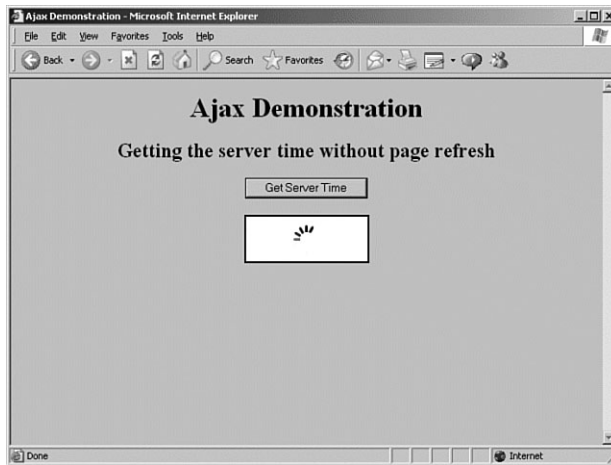 Ajax Demonstration - Microsoft Internet Explorer
File Edit View Favorites Tools Help
Back Search Favorites
Ajax Demonstration
Getting the server time without page refresh
Get Server Time
Done Internet